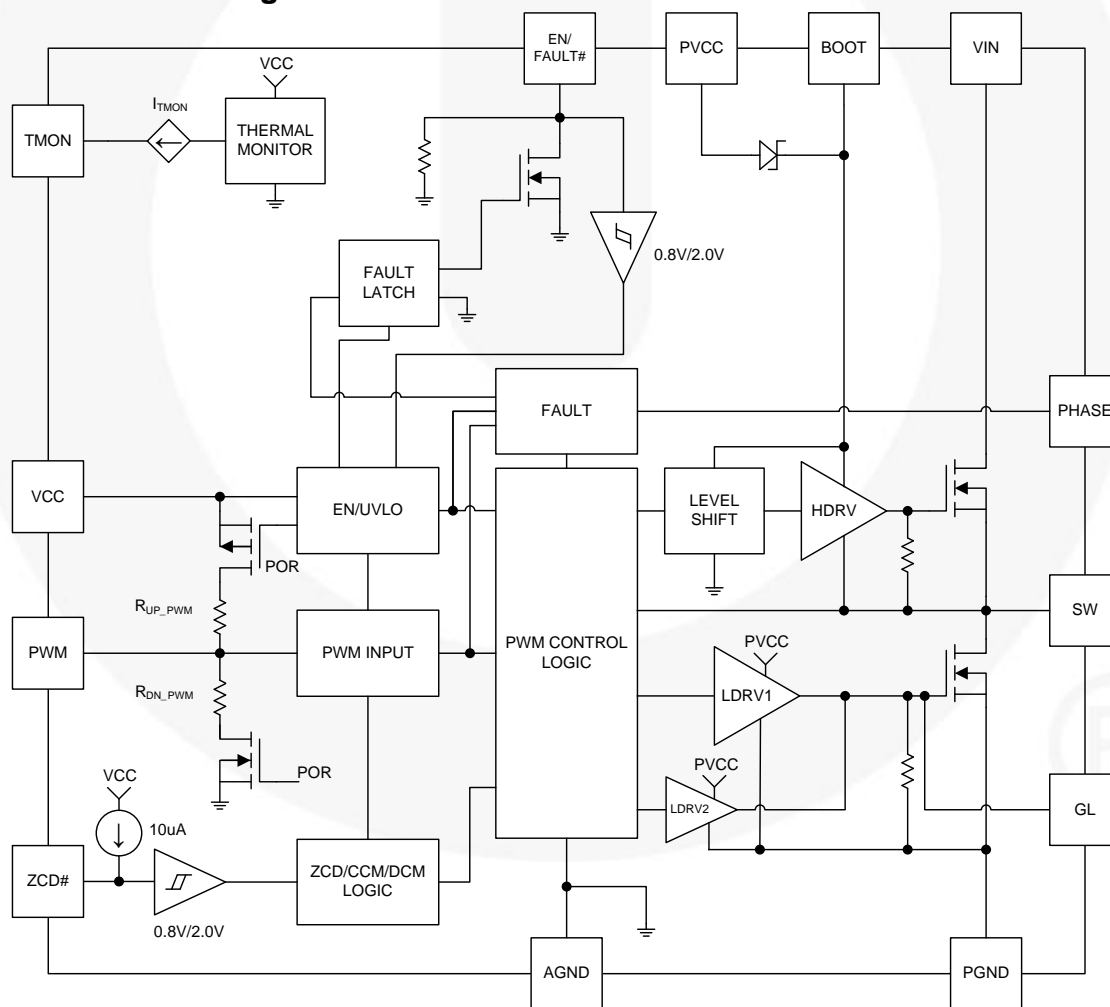 EN/
FAULT#
PVCC
BOOT
VIN
VCC
I_TMON
TMON
THERMAL
MONITOR
0.8V/2.0V
FAULT
LATCH
FAULT
PHASE
VCC
EN/UVLO
LEVEL
SHIFT
HDRV
POR
R_UP_PWM
SW
PWM
PWM INPUT
PWM CONTROL
LOGIC
PVCC
LDRV1
R_DN_PWM
POR
PVCC
LDRV2
VCC
10uA
GL
ZCD#
ZCD/CCM/DCM
LOGIC
0.8V/2.0V
AGND
PGND